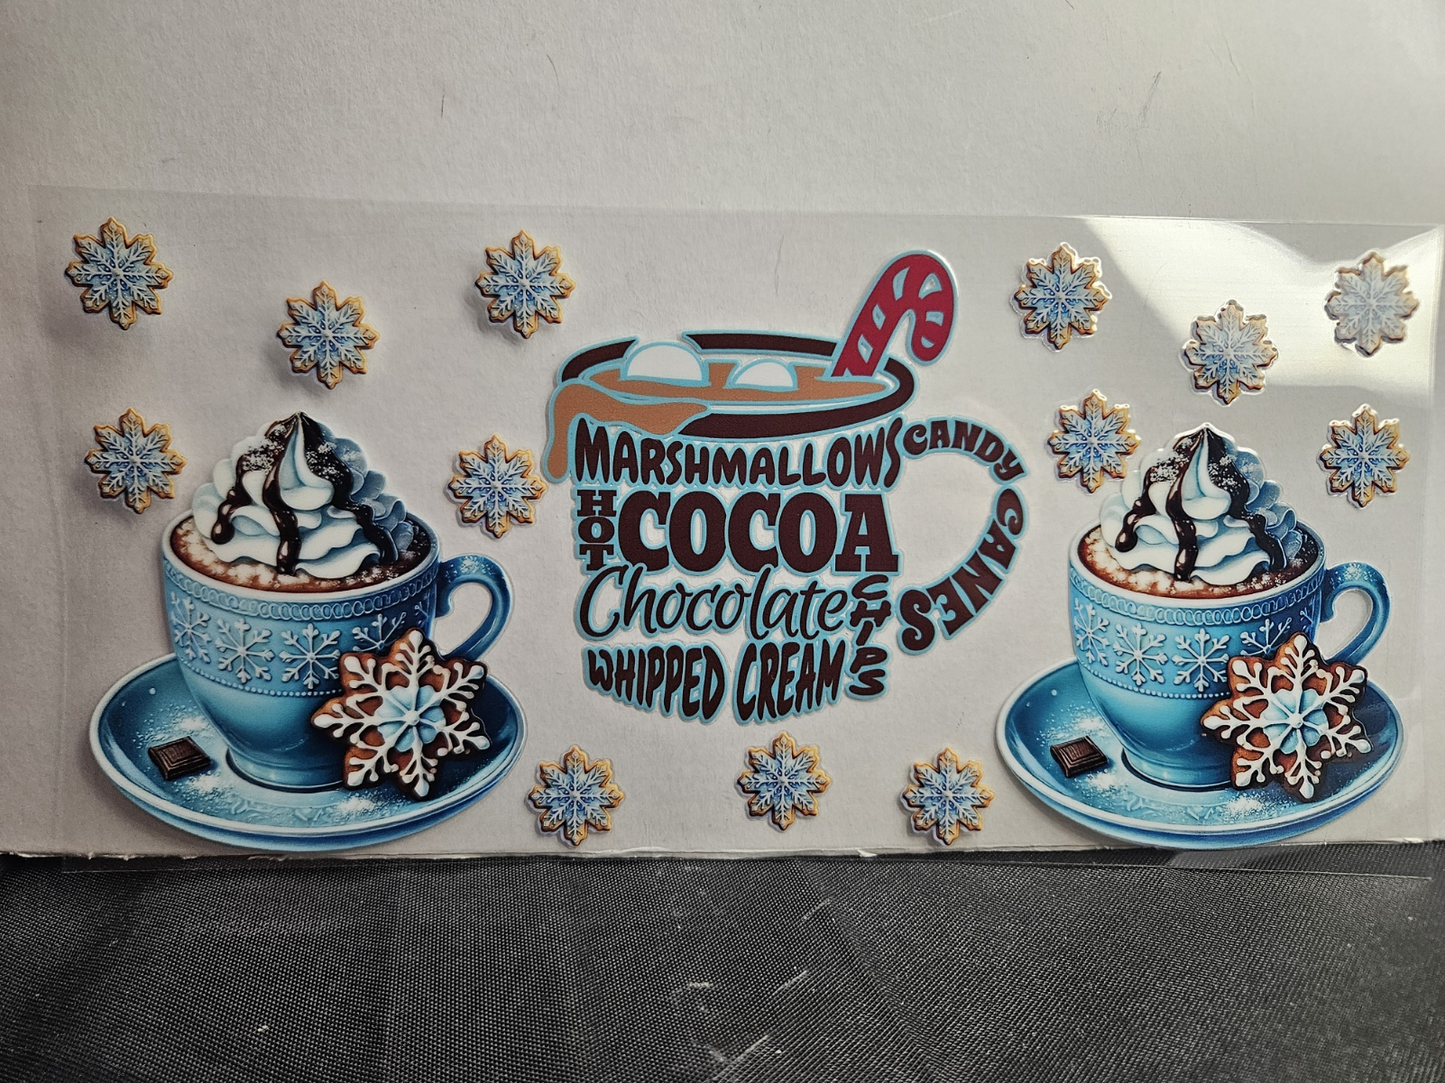 MARSHMALLOWS
HOT COCOA
Chocolate CHIPS
WHIPPED CREAM
CANDY CANES